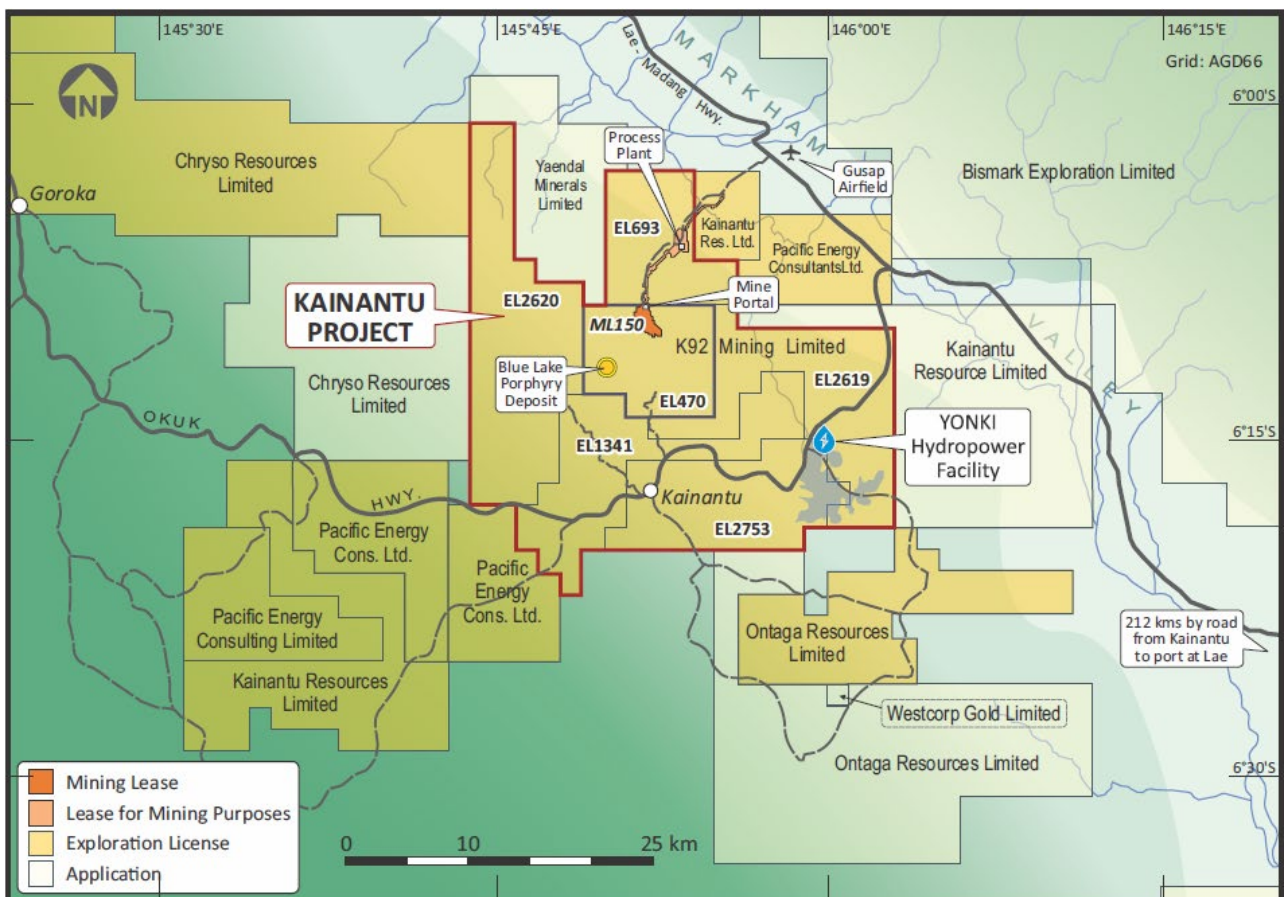 145°30'E
145°45'E
146°00'E
146°15'E
Grid: AGD66
6°00'S
6°15'S
6°30'S
N
Lae - Madang Hwy.
MARKHAM
VALLEY
Process
Plant
Gusap
Airfield
Bismark Exploration Limited
Chryso Resources
Limited
Goroka
Yaendal
Minerals
Limited
EL693
Kainantu
Res. Ltd.
Pacific Energy
ConsultantsLtd.
KAINANTU
PROJECT
EL2620
Mine
Portal
ML150
K92 Mining Limited
Blue Lake
Porphyry
Deposit
EL2619
EL470
Kainantu
Resource Limited
Chryso Resources
Limited
OKUK
HWY.
EL1341
YONKI
Hydropower
Facility
Kainantu
EL2753
Pacific Energy
Cons. Ltd.
Pacific
Energy
Cons. Ltd.
Pacific Energy
Consulting Limited
Kainantu Resources
Limited
Ontaga Resources
Limited
212 kms by road
from Kainantu
to port at Lae
Westcorp Gold Limited
Ontaga Resources Limited
Mining Lease
Lease for Mining Purposes
Exploration License
Application
0
10
25 km